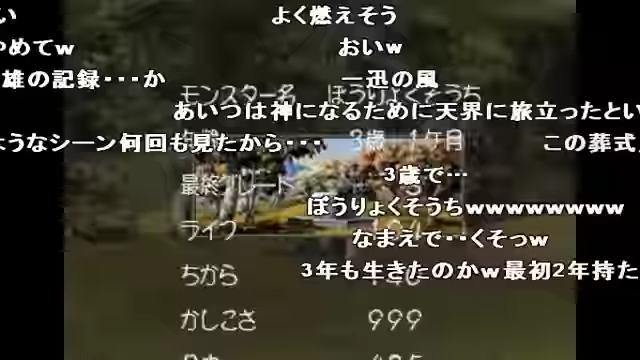 い
よく燃えそう
やめてｗ
おいｗ
雄の記録・・・か
一迅の風
モンスター名 ぼうりょくそうち
あいつは神になるために天界に旅立ったとい
3歳 1ケ月
ようなシーン何回も見たから・・・
この葬式
3歳で…
最終グレード
ぼうりょくそうちｗｗｗｗｗｗｗｗ
ライフ
なまえで・・くそっｗ
3年も生きたのかｗ
最初2年持た
ちから
かしこさ 999